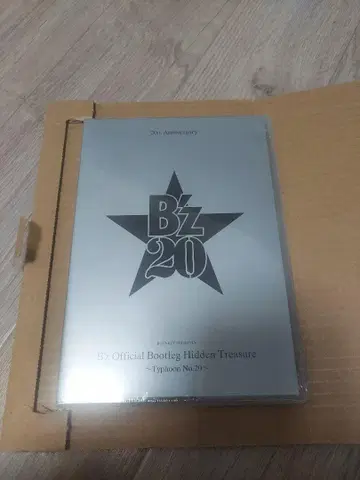 20th Anniversary
B'z
20
B'z Official Bootleg Hidden Treasure
～Typhoon No.20～